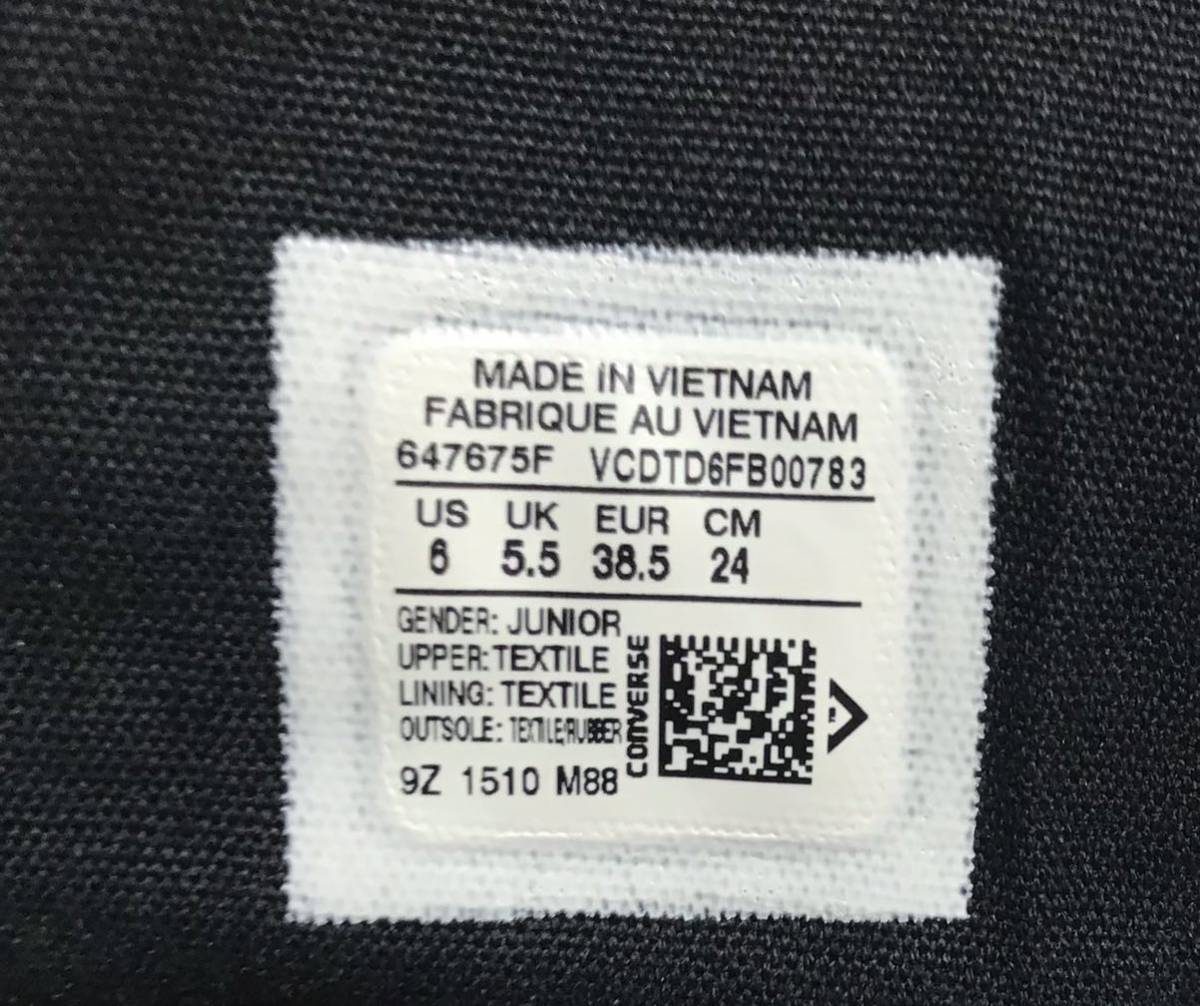 MADE IN VIETNAM
FABRIQUE AU VIETNAM
647675F VCDTD6FB00783
US UK EUR CM
6 5.5 38.5 24
GENDER: JUNIOR
UPPER: TEXTILE
LINING: TEXTILE
OUTSOLE: TEXTILE/RUBBER
9Z 1510 M88
CONVERSE
TM